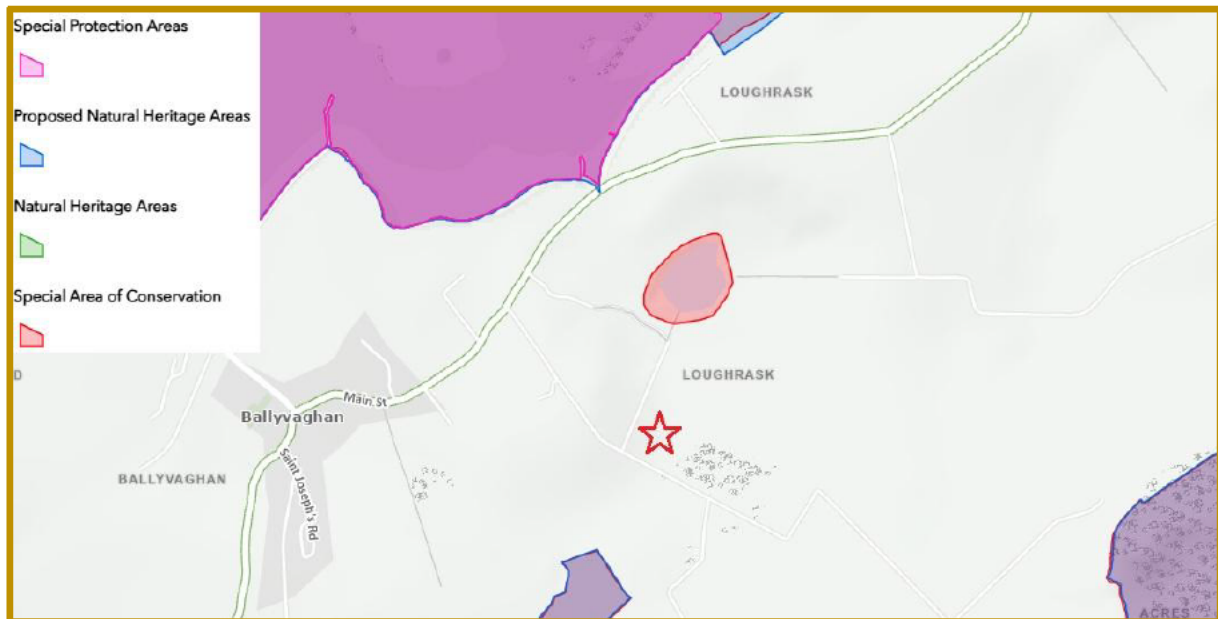 Special Protection Areas
Proposed Natural Heritage Areas
Natural Heritage Areas
Special Area of Conservation
LOUGHRASK
D
LOUGHRASK
Main St
Ballyvaghan
BALLYVAGHAN
Saint Joseph's Rd
ACRES